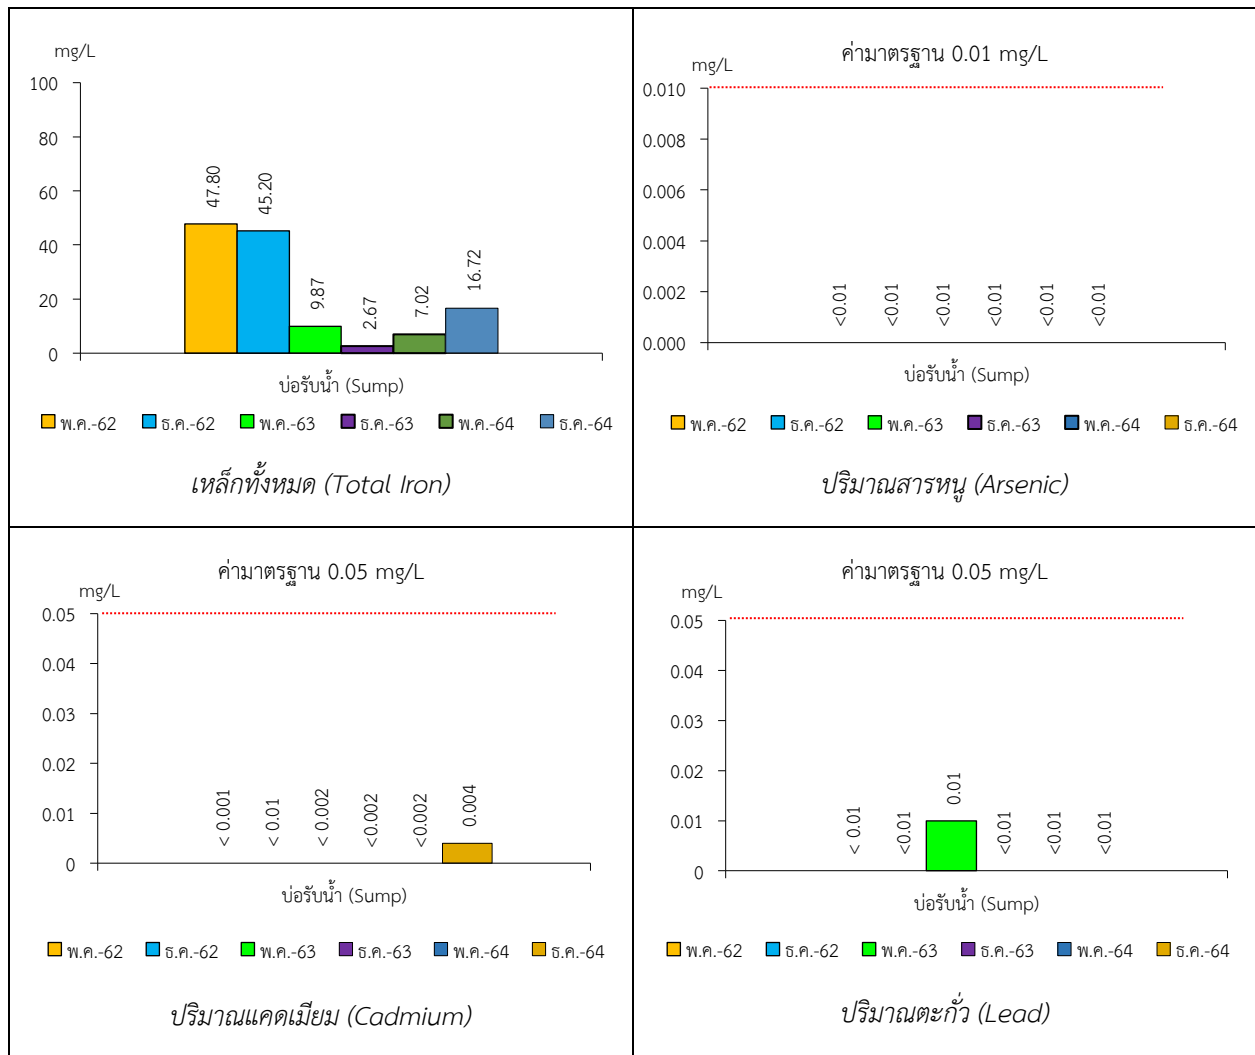 mg/L
100
80
60
40
20
0
47.80
45.20
9.87
2.67
7.02
16.72
บ่อรับน้ำ (Sump)
พ.ค.-62 ธ.ค.-62 พ.ค.-63 ธ.ค.-63 พ.ค.-64 ธ.ค.-64
เหล็กทั้งหมด (Total Iron)
ค่ามาตรฐาน 0.01 mg/L
mg/L
0.010
0.008
0.006
0.004
0.002
0.000
<0.01
<0.01
<0.01
<0.01
<0.01
<0.01
บ่อรับน้ำ (Sump)
พ.ค.-62 ธ.ค.-62 พ.ค.-63 ธ.ค.-63 พ.ค.-64 ธ.ค.-64
ปริมาณสารหนู (Arsenic)
ค่ามาตรฐาน 0.05 mg/L
mg/L
0.05
0.04
0.03
0.02
0.01
0
< 0.001
< 0.01
< 0.002
<0.002
<0.002
0.004
บ่อรับน้ำ (Sump)
พ.ค.-62 ธ.ค.-62 พ.ค.-63 ธ.ค.-63 พ.ค.-64 ธ.ค.-64
ปริมาณแคดเมียม (Cadmium)
ค่ามาตรฐาน 0.05 mg/L
mg/L
0.05
0.04
0.03
0.02
0.01
0
< 0.01
<0.01
0.01
<0.01
<0.01
<0.01
บ่อรับน้ำ (Sump)
พ.ค.-62 ธ.ค.-62 พ.ค.-63 ธ.ค.-63 พ.ค.-64 ธ.ค.-64
ปริมาณตะกั่ว (Lead)